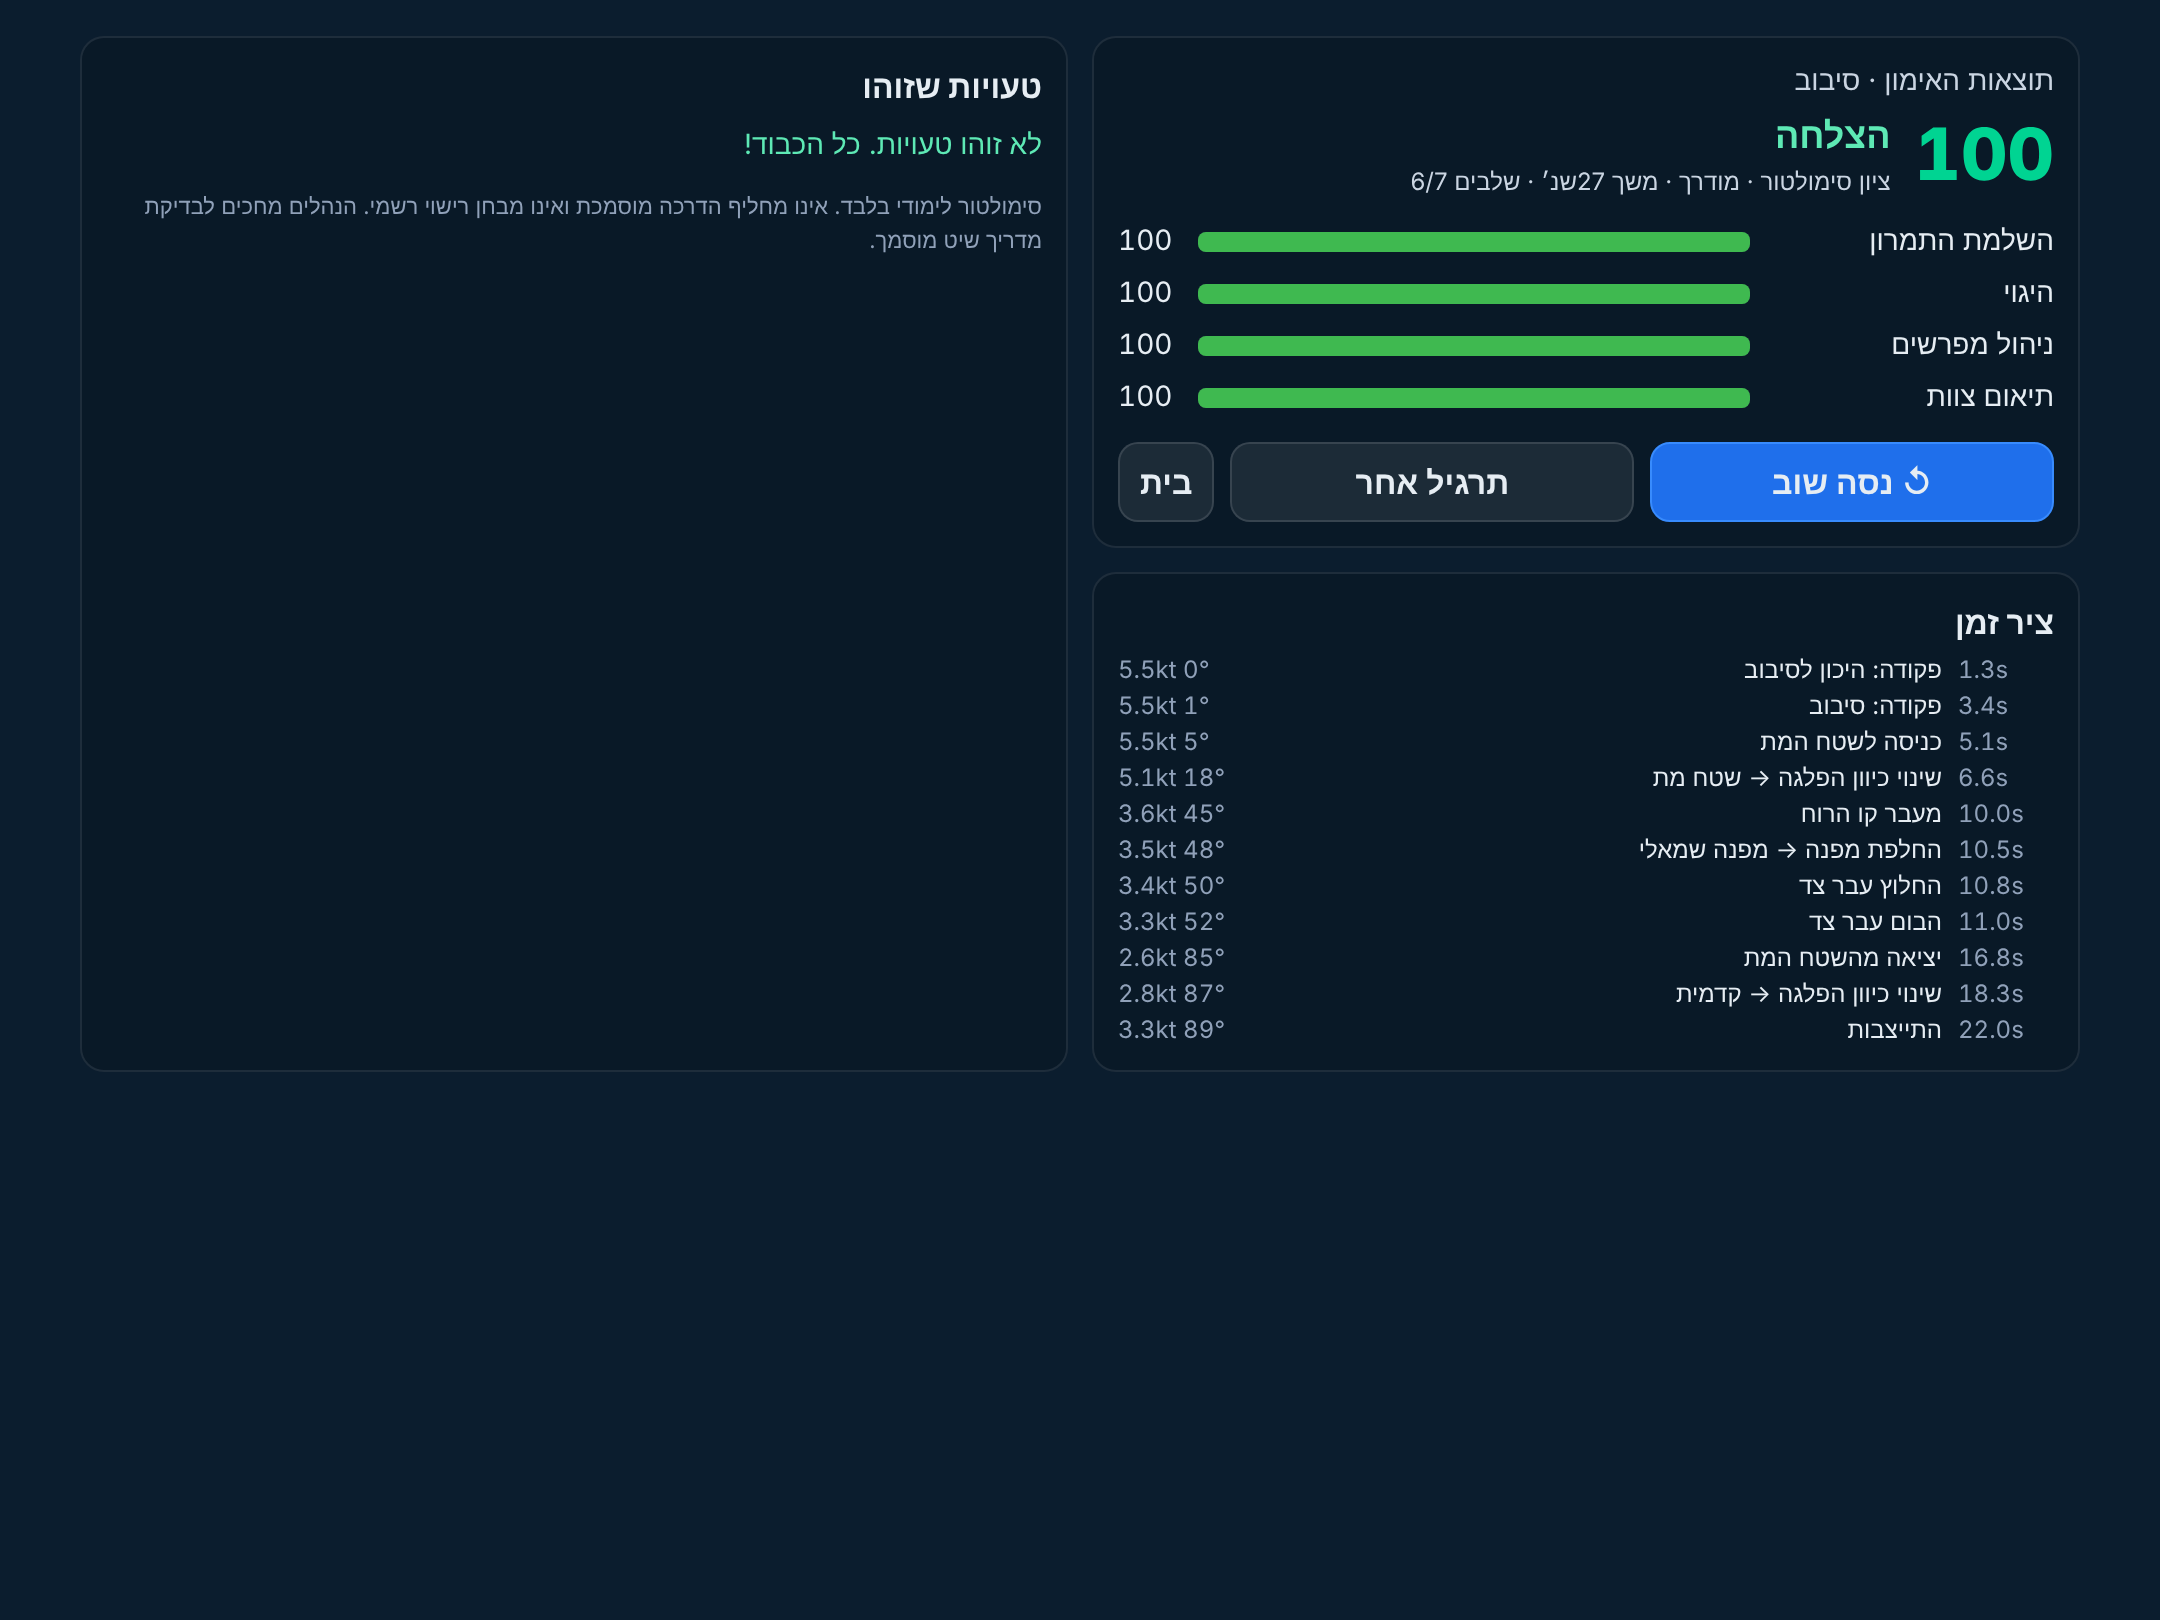 תוצאות האימון · סיבוב
100
הצלחה
ציון סימולטור · מודרך · משך 27שנ׳ · שלבים 6/7
השלמת התמרון 100
היגוי 100
ניהול מפרשים 100
תיאום צוות 100
↺ נסה שוב
תרגיל אחר
בית
ציר זמן
1.3s פקודה: היכון לסיבוב 5.5kt 0°
3.4s פקודה: סיבוב 5.5kt 1°
5.1s כניסה לשטח המת 5.5kt 5°
6.6s שינוי כיוון הפלגה → שטח מת 5.1kt 18°
10.0s מעבר קו הרוח 3.6kt 45°
10.5s החלפת מפנה → מפנה שמאלי 3.5kt 48°
10.8s החלוץ עבר צד 3.4kt 50°
11.0s הבום עבר צד 3.3kt 52°
16.8s יציאה מהשטח המת 2.6kt 85°
18.3s שינוי כיוון הפלגה → קדמית 2.8kt 87°
22.0s התייצבות 3.3kt 89°
טעויות שזוהו
לא זוהו טעויות. כל הכבוד!
סימולטור לימודי בלבד. אינו מחליף הדרכה מוסמכת ואינו מבחן רישוי רשמי. הנהלים מחכים לבדיקת
מדריך שיט מוסמך.